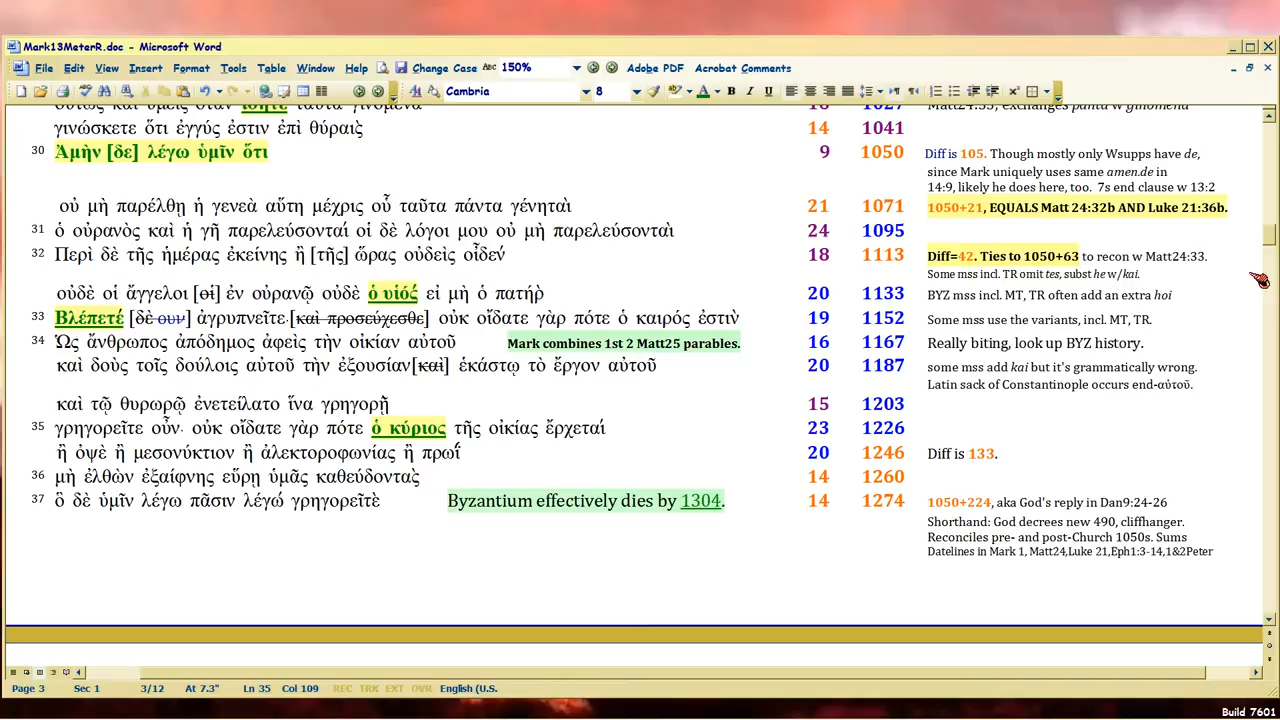 Mark13MeterR.doc - Microsoft Word
File Edit View Insert Format Tools Table Window Help Change Case 150% Adobe PDF Acrobat Comments
Cambria 8
14 1041
γινώσκετε ὅτι ἐγγύς ἐστιν ἐπὶ θύραις
30 Ἀμὴν [δε] λέγω ὑμῖν ὅτι 9 1050 Diff is 105. Though mostly only Wsupps have de,
since Mark uniquely uses same amen.de in
14:9, likely he does here, too. 7s end clause w 13:2
οὐ μὴ παρέλθῃ ἡ γενεὰ αὕτη μέχρις οὗ ταῦτα πάντα γένηταὶ 21 1071 1050+21, EQUALS Matt 24:32b AND Luke 21:36b.
31 ὁ οὐρανὸς καὶ ἡ γῆ παρελεύσονταί οἱ δὲ λόγοι μου οὐ μὴ παρελεύσονταὶ 24 1095
32 Περὶ δὲ τῆς ἡμέρας ἐκείνης ἢ [τῆς] ὥρας οὐδεὶς οἶδεν 18 1113 Diff=42. Ties to 1050+63 to recon w Matt24:33.
Some mss incl. TR omit tes, subst he w/kai.
οὐδὲ οἱ ἄγγελοι [οἱ] ἐν οὐρανῷ οὐδὲ ὁ υἱός εἰ μὴ ὁ πατὴρ 20 1133 BYZ mss incl. MT, TR often add an extra hoi
33 Βλέπετέ [δὲ ουν] ἀγρυπνεῖτε [καὶ προσεύχεσθε] οὐκ οἴδατε γὰρ πότε ὁ καιρός ἐστιν 19 1152 Some mss use the variants, incl. MT, TR.
34 Ὡς ἄνθρωπος ἀπόδημος ἀφεὶς τὴν οἰκίαν αὐτοῦ Mark combines 1st 2 Matt25 parables. 16 1167 Really biting, look up BYZ history.
καὶ δοὺς τοῖς δούλοις αὐτοῦ τὴν ἐξουσίαν[καὶ] ἑκάστῳ τὸ ἔργον αὐτοῦ 20 1187 some mss add kai but it's grammatically wrong.
Latin sack of Constantinople occurs end-αὐτοῦ.
καὶ τῷ θυρωρῷ ἐνετείλατο ἵνα γρηγορῇ 15 1203
35 γρηγορεῖτε οὖν· οὐκ οἴδατε γὰρ πότε ὁ κύριος τῆς οἰκίας ἔρχεταί 23 1226
ἢ ὀψὲ ἢ μεσονύκτιον ἢ ἀλεκτοροφωνίας ἢ πρωΐ 20 1246 Diff is 133.
36 μὴ ἐλθὼν ἐξαίφνης εὕρῃ ὑμᾶς καθεύδοντας 14 1260
37 ὃ δὲ ὑμῖν λέγω πᾶσιν λέγώ γρηγορεῖτὲ Byzantium effectively dies by 1304. 14 1274 1050+224, aka God's reply in Dan9:24-26
Shorthand: God decrees new 490, cliffhanger.
Reconciles pre- and post-Church 1050s. Sums
Datelines in Mark 1, Matt24,Luke 21,Eph1:3-14,1&2Peter
Page 3 Sec 1 3/12 At 7.3" Ln 35 Col 109 REC TRK EXT OVR English (U.S.
Build 7601